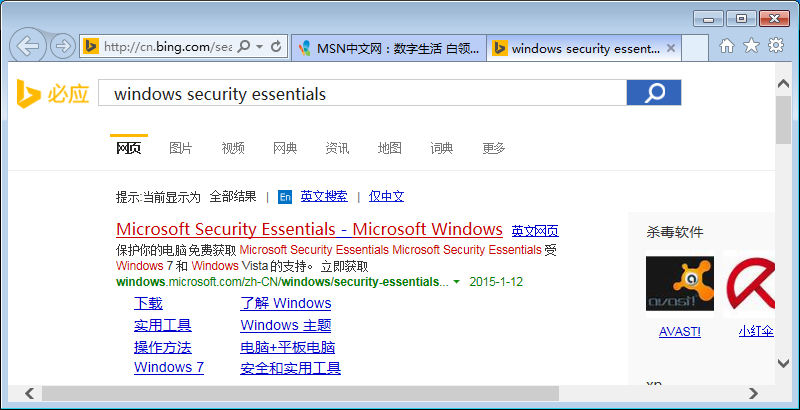 http://cn.bing.com/sea
MSN中文网：数字生活 白领...
windows security essent...
必应
windows security essentials
网页 图片 视频 网典 资讯 地图 词典 更多
提示:当前显示为 全部结果 | En 英文搜索 | 仅中文
Microsoft Security Essentials - Microsoft Windows 英文网页
保护你的电脑免费获取 Microsoft Security Essentials Microsoft Security Essentials 受
Windows 7 和 Windows Vista 的支持。 立即获取
windows.microsoft.com/zh-CN/windows/security-essentials... 2015-1-12
下载 了解 Windows
实用工具 Windows 主题
操作方法 电脑+平板电脑
Windows 7 安全和实用工具
杀毒软件
avast!
AVAST!
小红伞